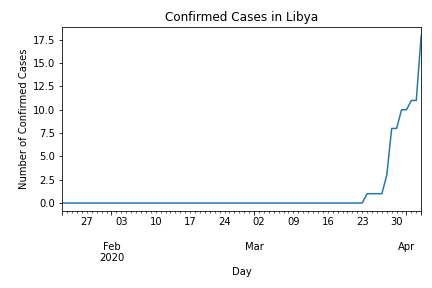 Confirmed Cases in Libya
Number of Confirmed Cases
17.5
15.0
12.5
10.0
7.5
5.0
2.5
0.0
27 03 10 17 24 02 09 16 23 30
Feb Mar Apr
2020
Day